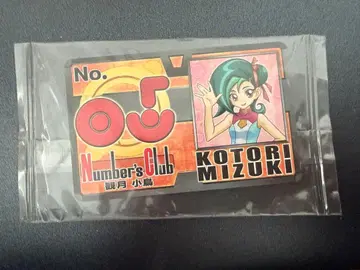 No.
05
Number's Club
観月 小鳥
KOTORI
MIZUKI